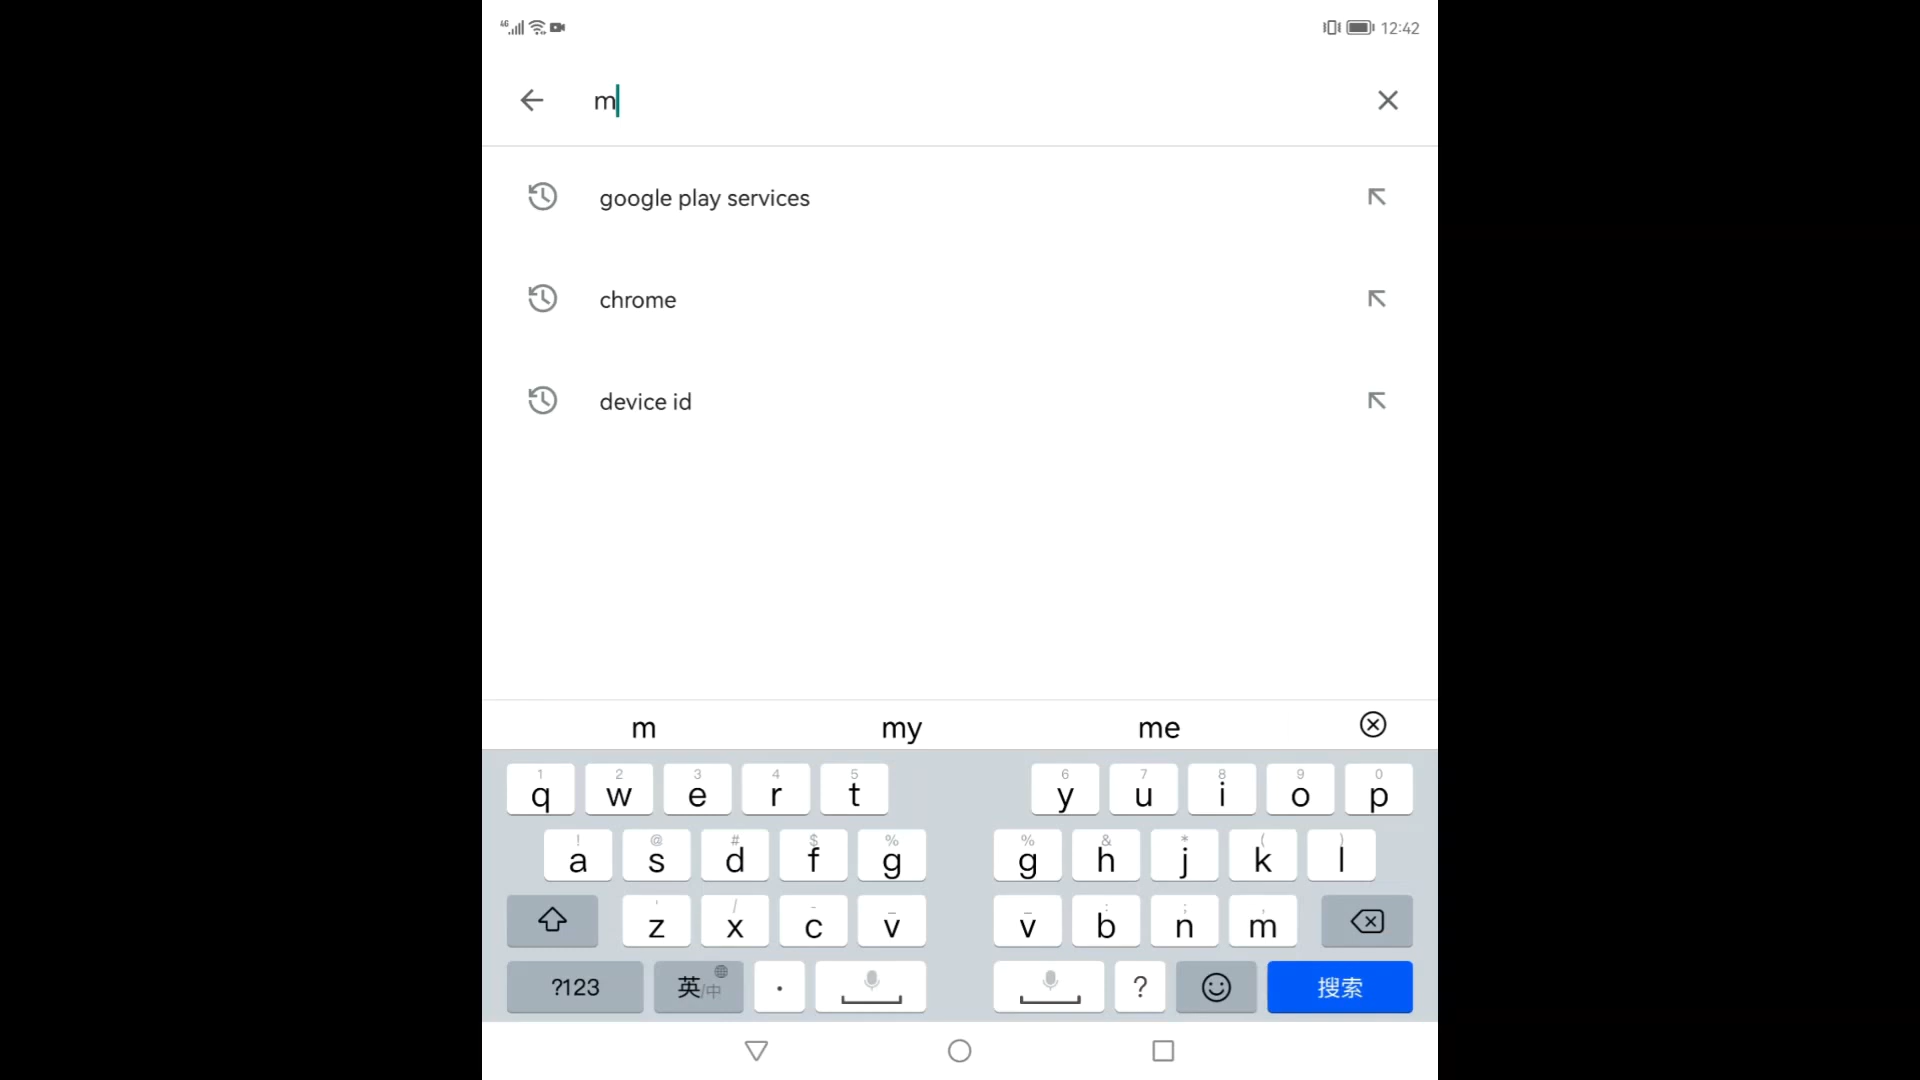 4G 12:42
m
google play services
chrome
device id
m my me
1 2 3 4 5 6 7 8 9 0
q w e r t y u i o p
! @ # $ % % & * ( )
a s d f g g h j k l
' / - _ _ : ; ,
z x c v v b n m
?123 英/中 . ? 搜索